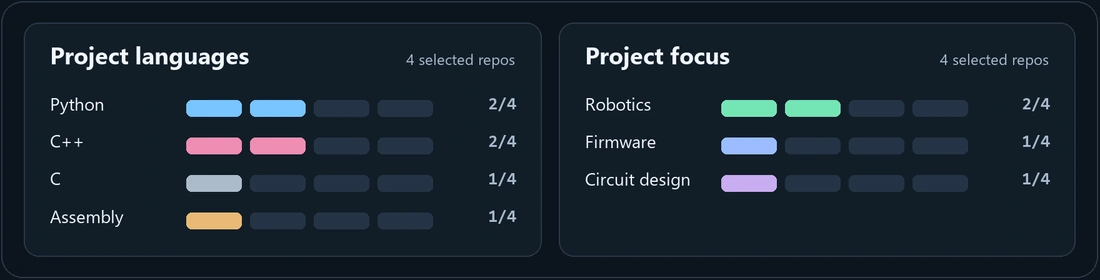 Project languages
4 selected repos
Python
2/4
C++
2/4
C
1/4
Assembly
1/4
Project focus
4 selected repos
Robotics
2/4
Firmware
1/4
Circuit design
1/4